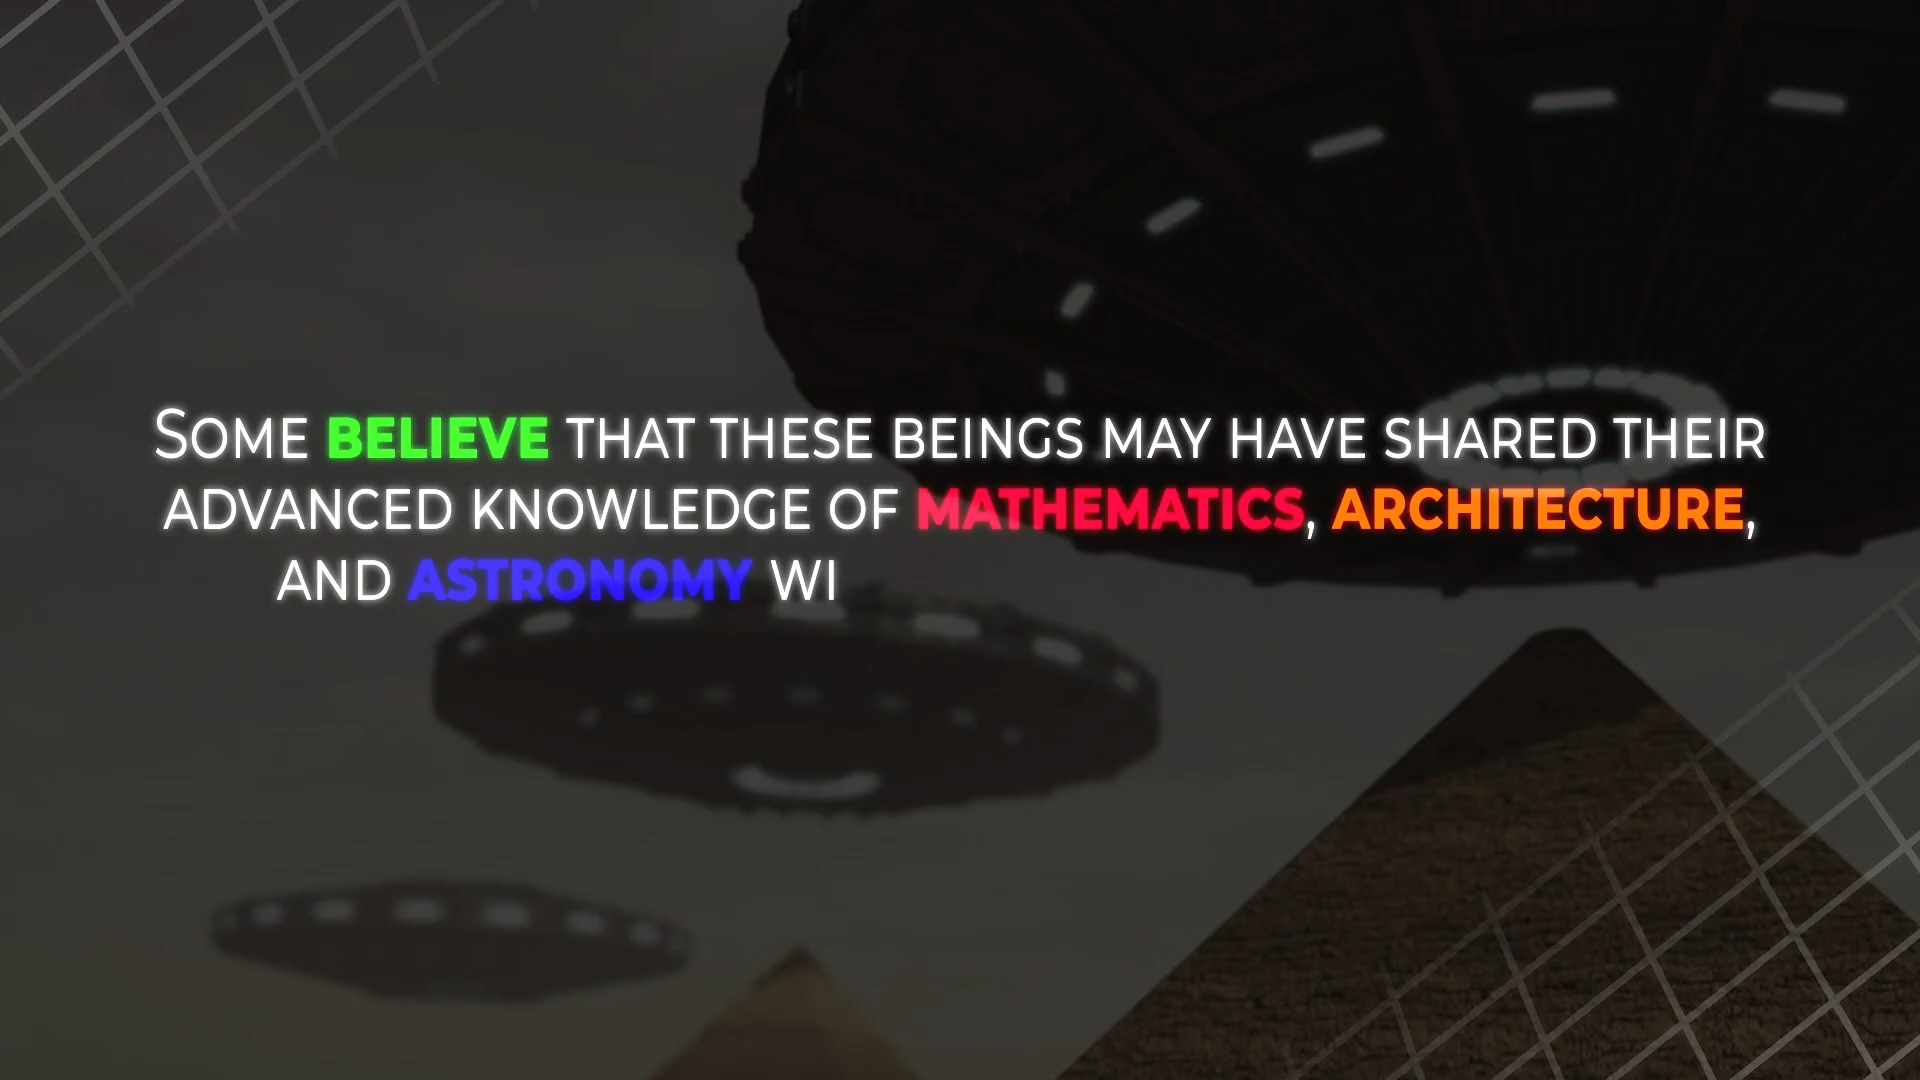 Some BELIEVE that these beings may have shared their
advanced knowledge of MATHEMATICS, ARCHITECTURE,
and ASTRONOMY wi